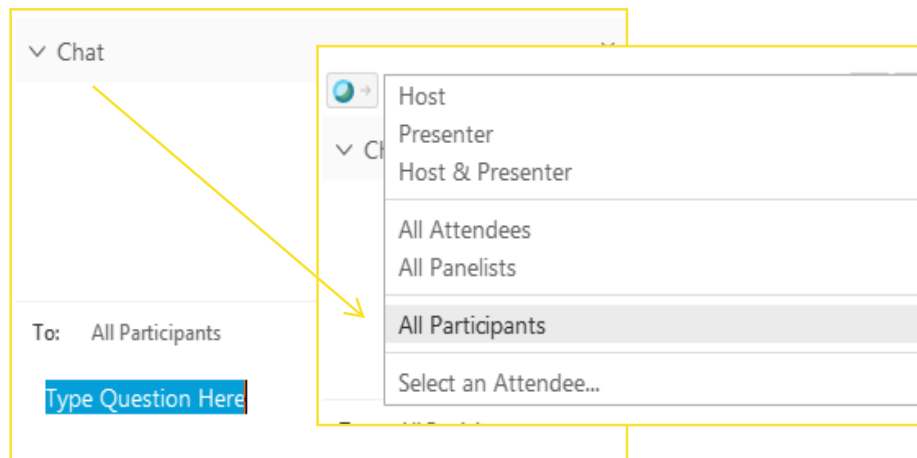 Chat
To: All Participants
Type Question Here
Host
Presenter
Host & Presenter
All Attendees
All Panelists
All Participants
Select an Attendee...